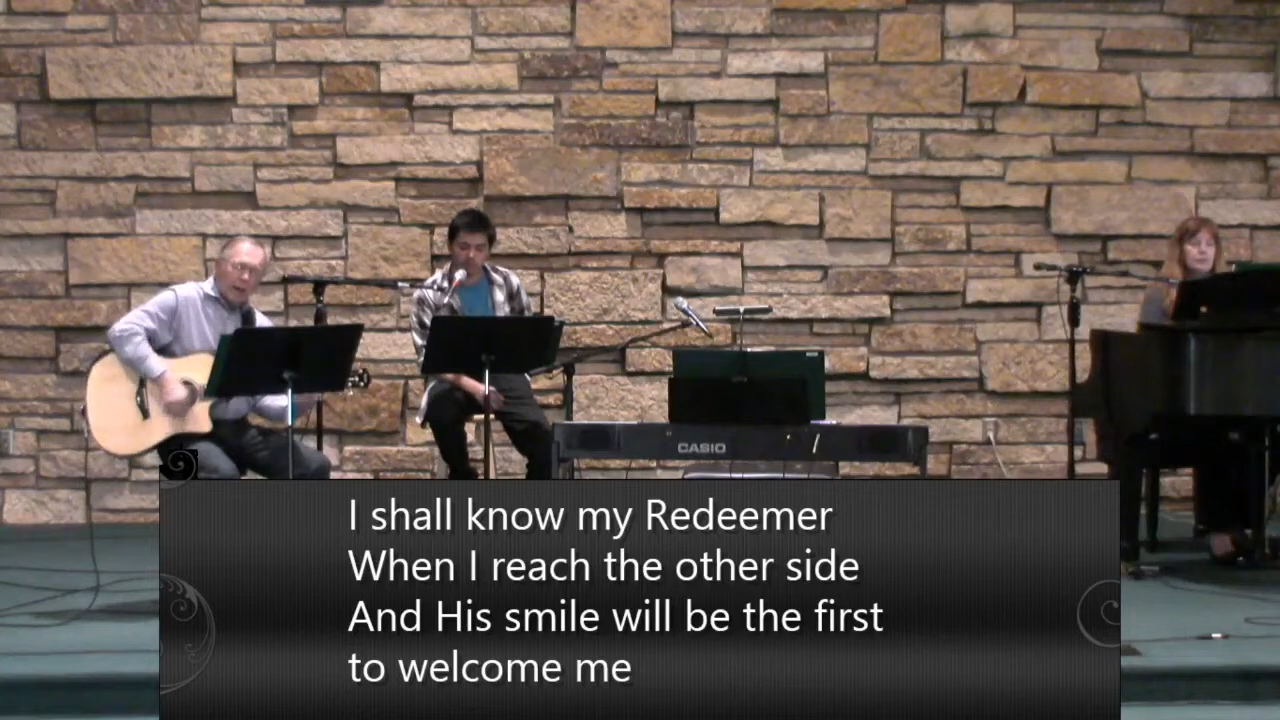 CASIO
I shall know my Redeemer
When I reach the other side
And His smile will be the first
to welcome me